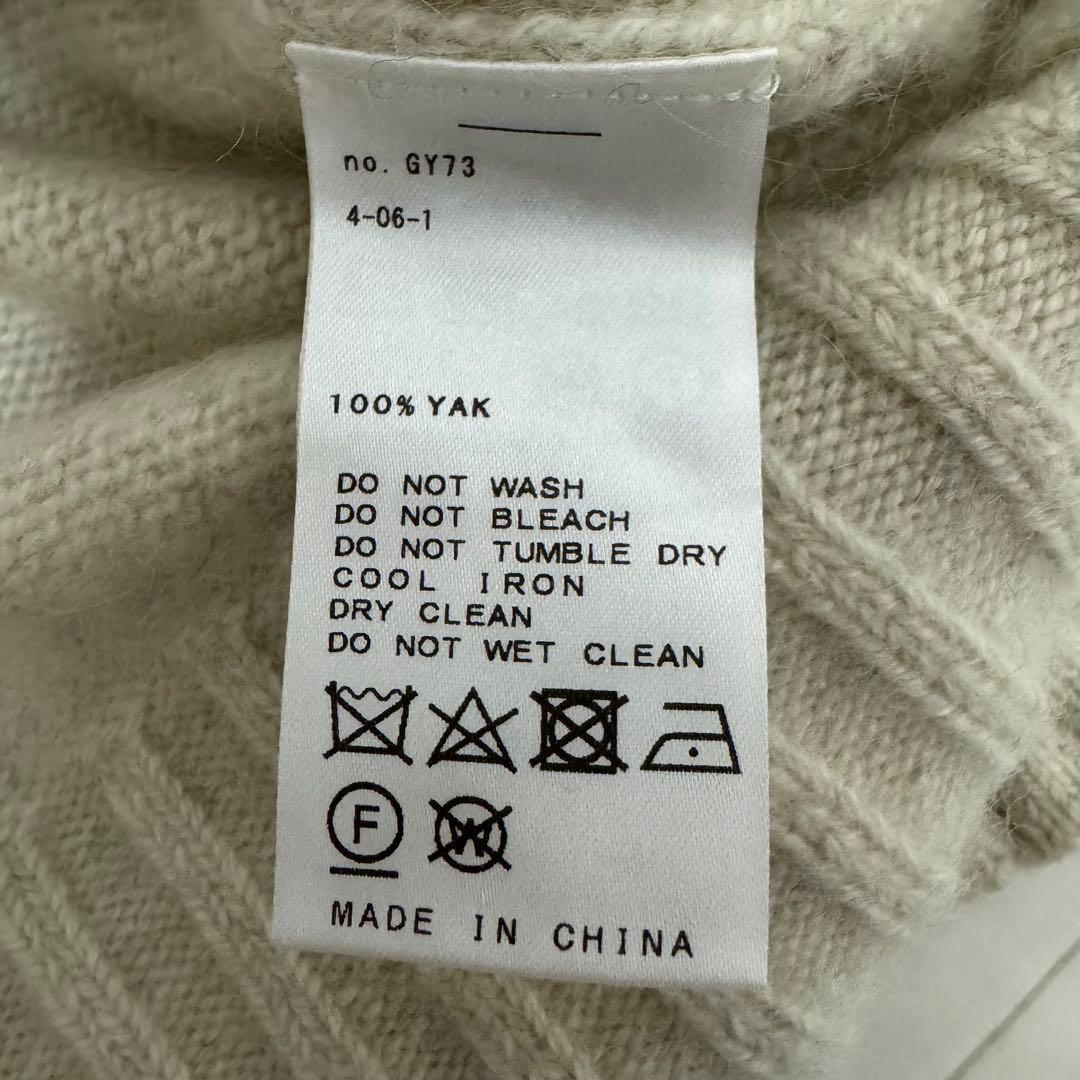 no. GY73
4-06-1
100% YAK
DO NOT WASH
DO NOT BLEACH
DO NOT TUMBLE DRY
COOL IRON
DRY CLEAN
DO NOT WET CLEAN
F W
MADE IN CHINA